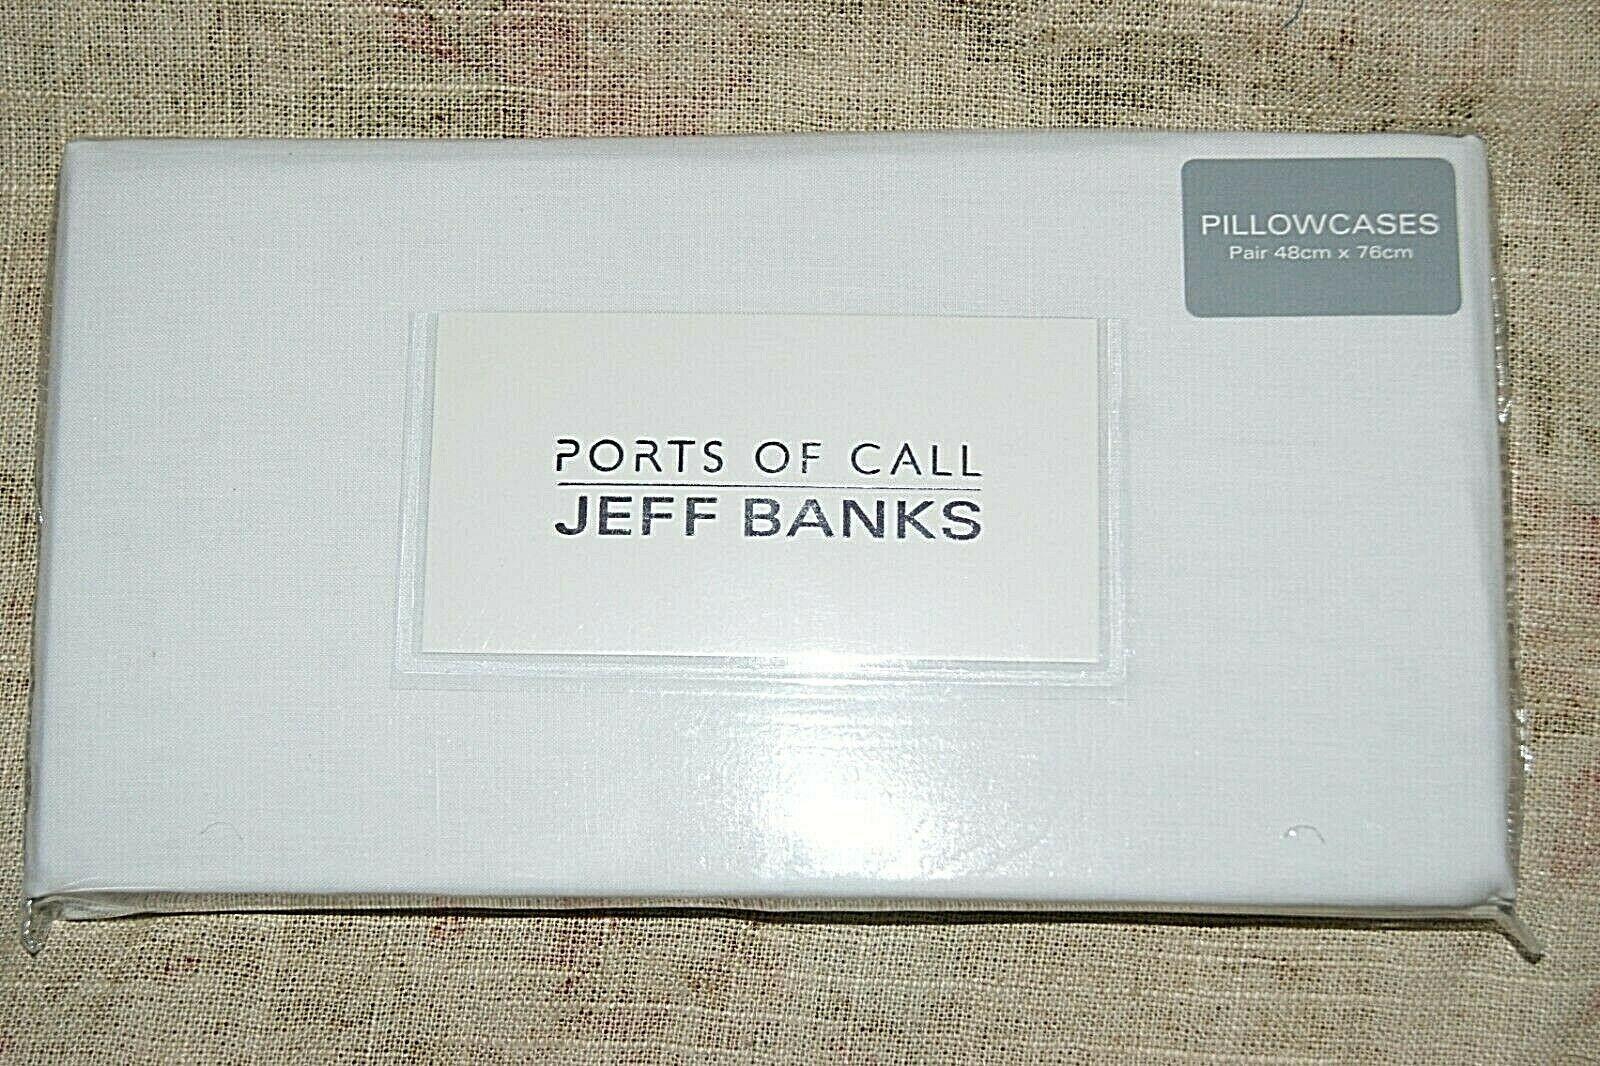 PILLOWCASES
Pair 48cm x 76cm
PORTS OF CALL
JEFF BANKS